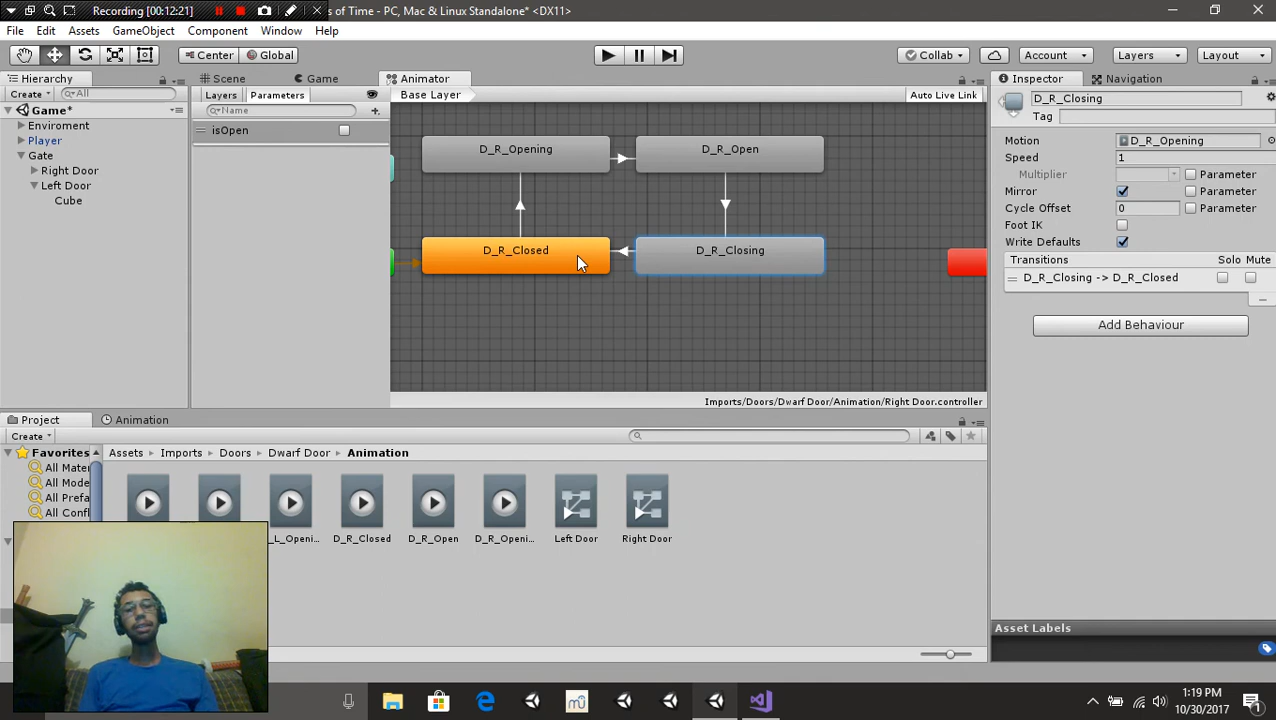 Recording [00:12:21]
s of Time - PC, Mac & Linux Standalone* <DX11>
File Edit Assets GameObject Component Window Help
Center Global Collab Account Layers Layout
Hierarchy Scene Game Animator Inspector Navigation
Create All Layers Parameters Base Layer Auto Live Link D_R_Closing
Game* Name Tag
Enviroment isOpen
Player
Gate
Right Door
Left Door
Cube
D_R_Opening D_R_Open
D_R_Closed D_R_Closing
Imports/Doors/Dwarf Door/Animation/Right Door.controller
Motion D_R_Opening
Speed 1
Multiplier Parameter
Mirror Parameter
Cycle Offset 0 Parameter
Foot IK
Write Defaults
Transitions Solo Mute
D_R_Closing -> D_R_Closed
Add Behaviour
Asset Labels
Project Animation
Create
Favorites Assets Imports Doors Dwarf Door Animation
All Mater
All Mode
All Prefa
All Confl
_L_Openi... D_R_Closed D_R_Open D_R_Openi... Left Door Right Door
1:19 PM
10/30/2017